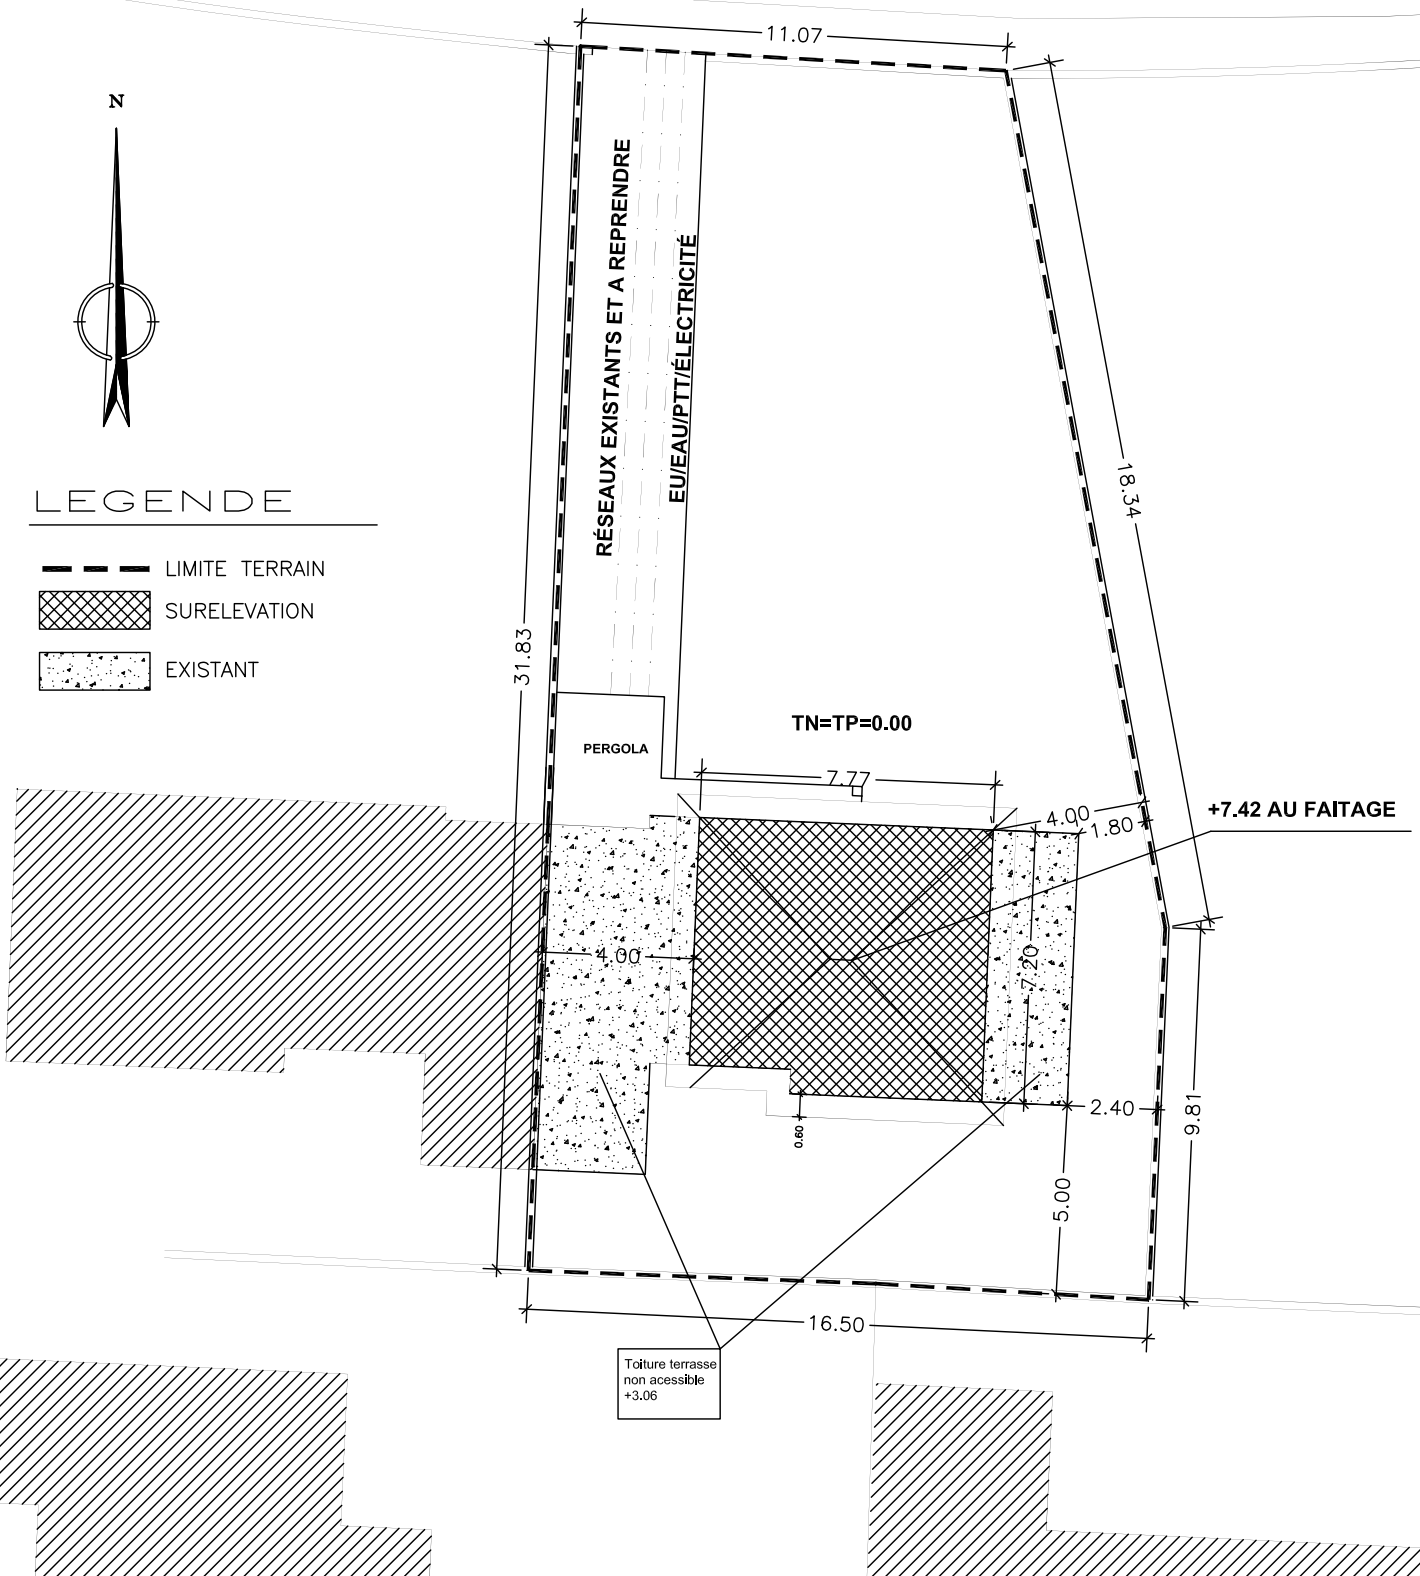 11.07
N
RÉSEAUX EXISTANTS ET A REPRENDRE
EU/EAU/PTT/ÉLECTRICITÉ
18.34
LEGENDE
LIMITE TERRAIN
SURELEVATION
EXISTANT
31.83
PERGOLA
TN=TP=0.00
7.77
4.00
1.80
+7.42 AU FAITAGE
4.00
7.20
2.40
9.81
0.60
5.00
16.50
Toiture terrasse
non acessible
+3.06